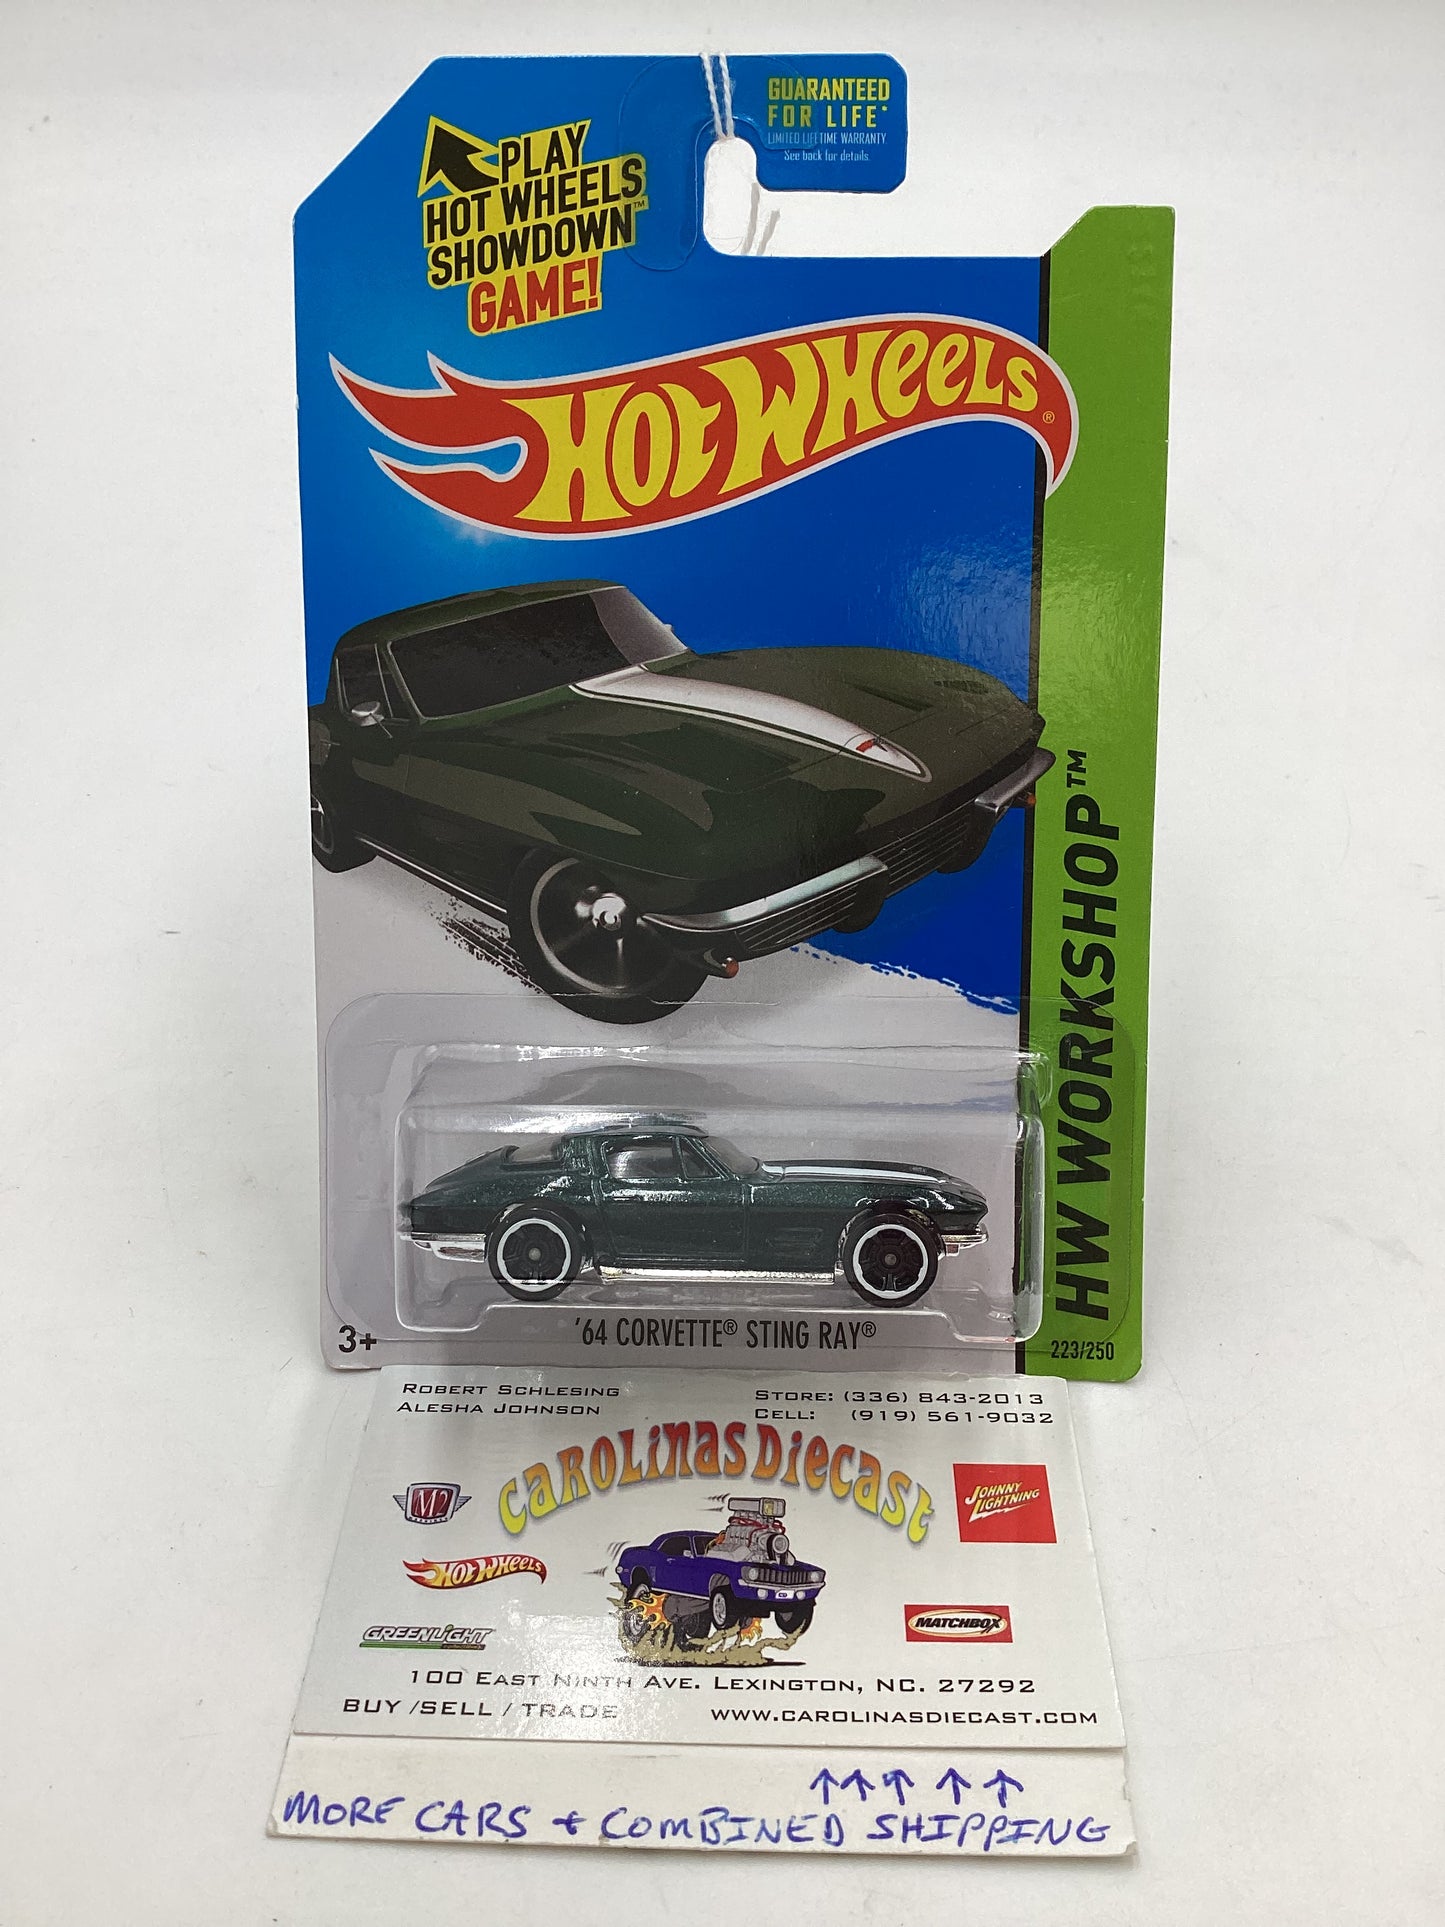 GUARANTEED
FOR LIFE*
LIMITED LIFETIME WARRANTY
See back for details.
PLAY
HOT WHEELS
SHOWDOWN™
GAME!
HOT WHEELS®
HW WORKSHOP™
3+
'64 CORVETTE® STING RAY®
223/250
ROBERT SCHLESING
ALESHA JOHNSON
STORE: (336) 843-2013
CELL: (919) 561-9032
CAROLINAS DIECAST
M2
JOHNNY
LIGHTNING
HOT WHEELS
GREENLIGHT
MATCHBOX
100 EAST NINTH AVE. LEXINGTON, NC. 27292
BUY /SELL / TRADE
WWW.CAROLINASDIECAST.COM
MORE CARS + COMBINED SHIPPING